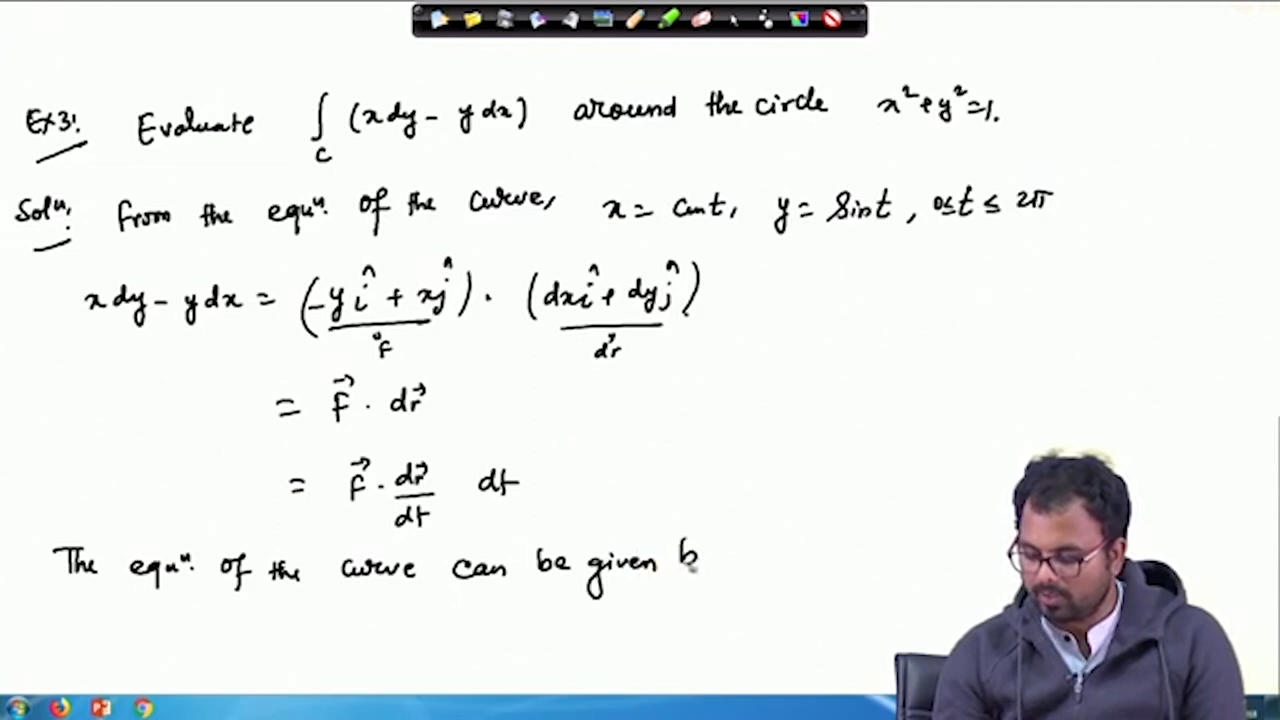 Ex 3: Evaluate ∫_C (x dy - y dx) around the circle x² + y² = 1.
Solⁿ: From the equⁿ. of the curve, x = cos t, y = sin t, 0 ≤ t ≤ 2π
x dy - y dx = (-y î + x ĵ) · (dx î + dy ĵ)
f⃗ dr⃗
= f⃗ · dr⃗
= f⃗ · dr⃗/dt dt
The equⁿ. of the curve can be given b